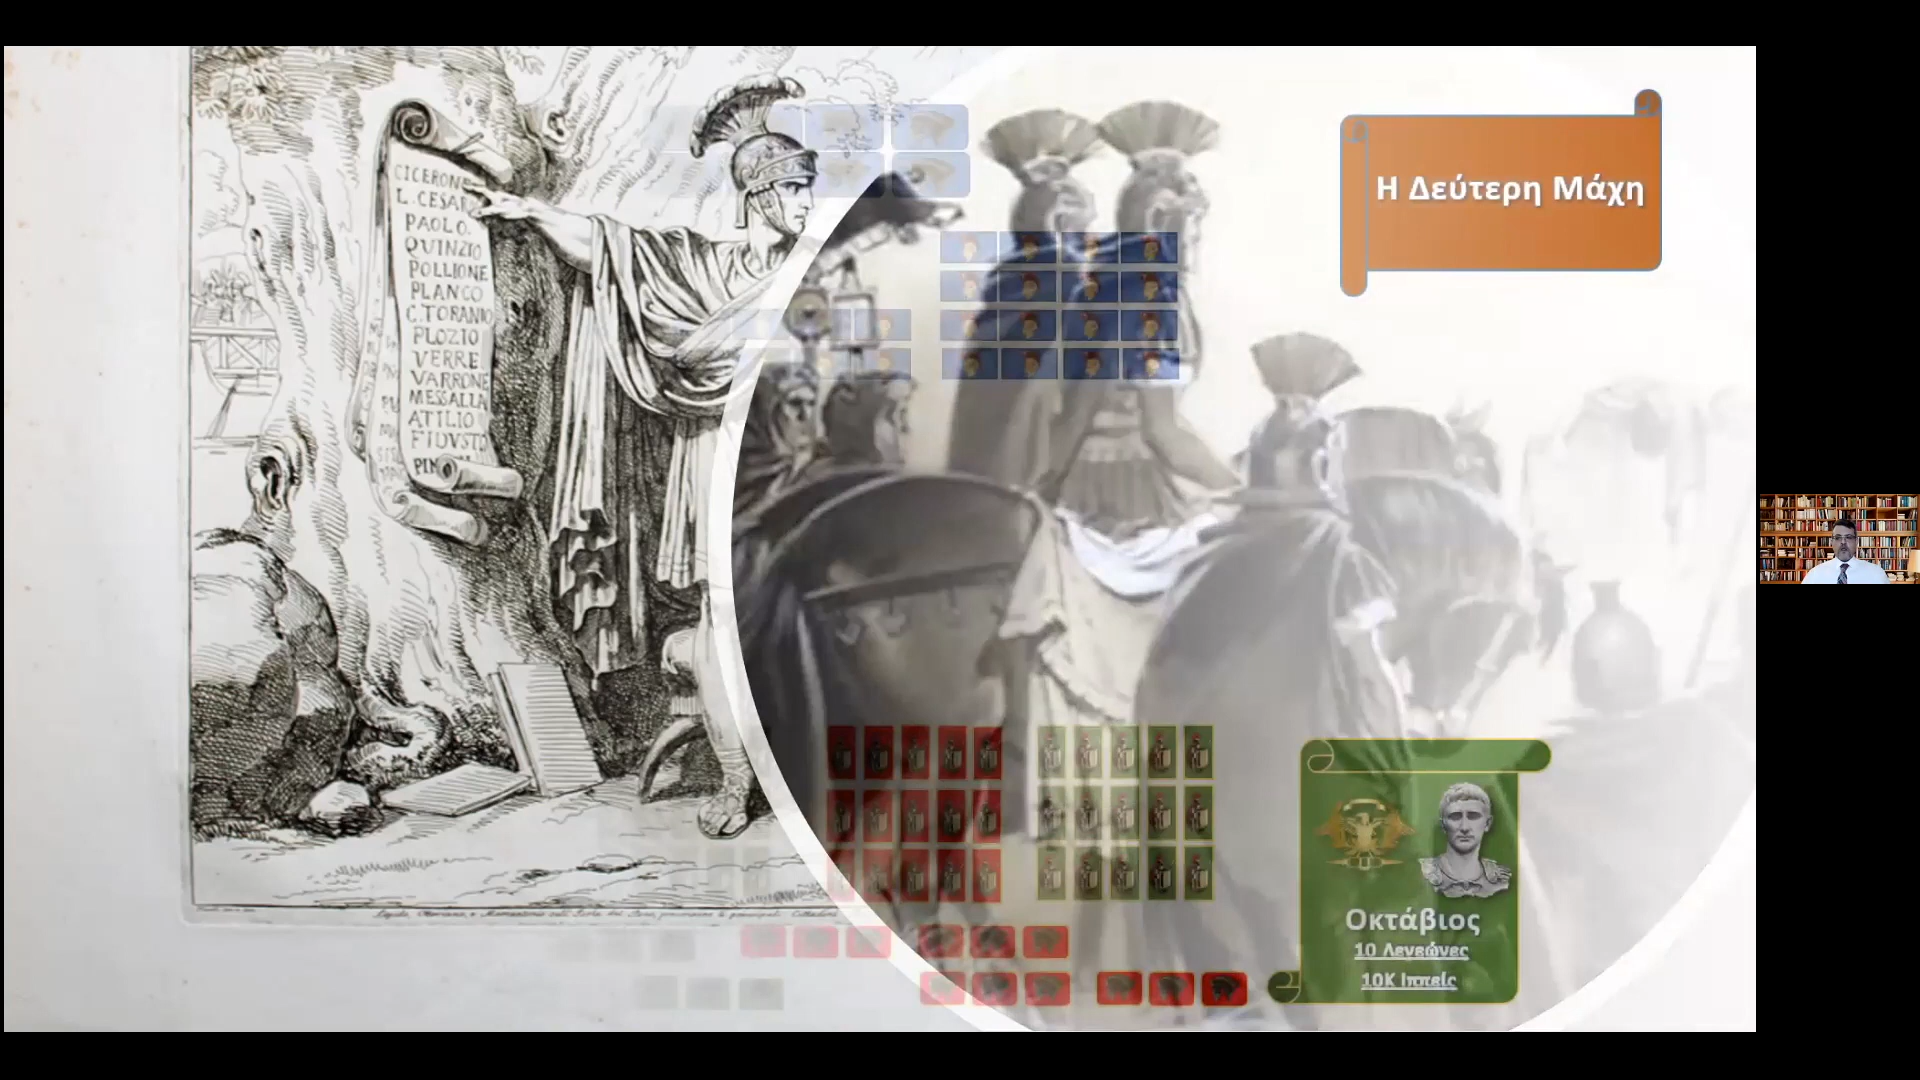 CICERONE
L. CESAR
PAOLO.
QUINZIO
POLLIONE
PLANCO
C. TORANIO
PLOZIO
VERRE
VARRONE
MESSALLA
ATILIO
FIDVSTO
Η Δεύτερη Μάχη
Οκτάβιος
10 Λεγεώνες
10Κ Ιππείς